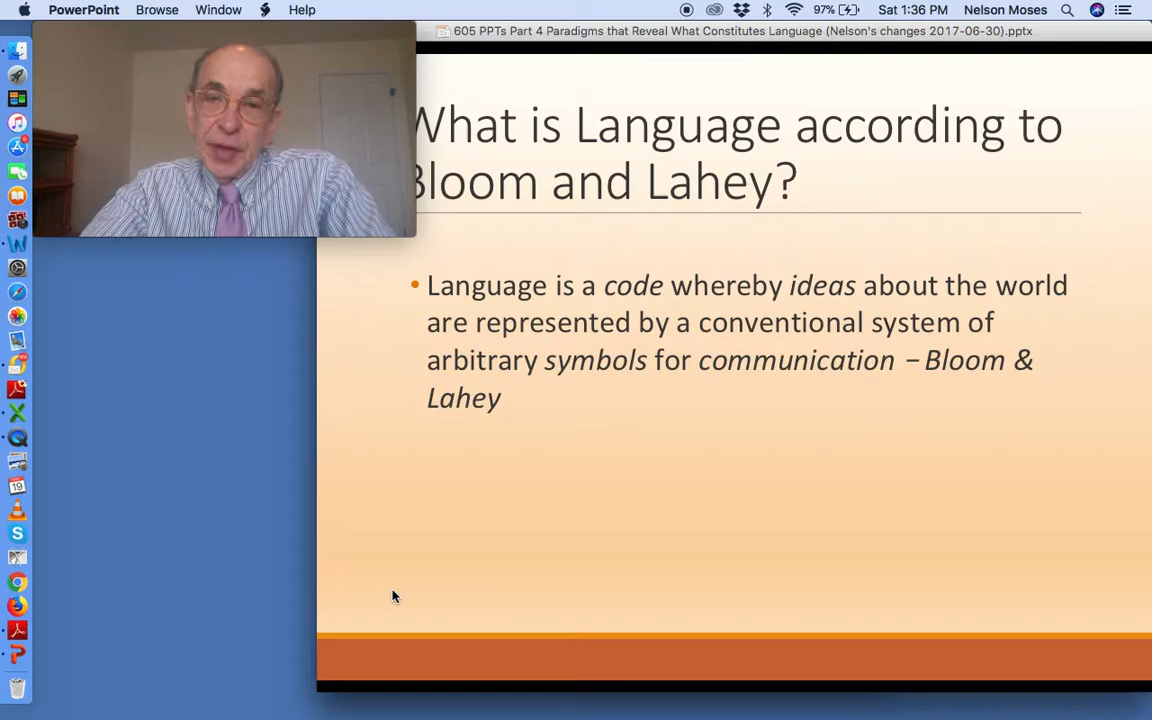 PowerPoint Browse Window Help 97% Sat 1:36 PM Nelson Moses
605 PPTs Part 4 Paradigms that Reveal What Constitutes Language (Nelson's changes 2017-06-30).pptx
What is Language according to
Bloom and Lahey?
• Language is a code whereby ideas about the world
are represented by a conventional system of
arbitrary symbols for communication – Bloom &
Lahey